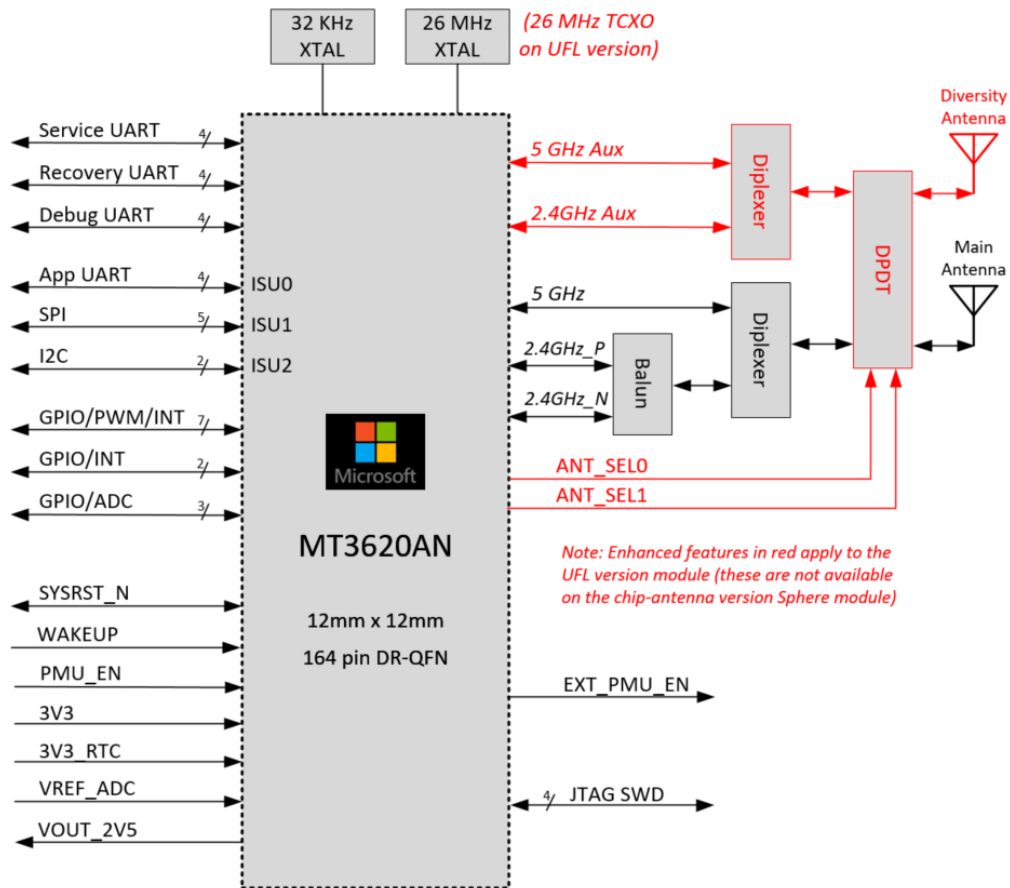 32 KHz
XTAL
26 MHz
XTAL
(26 MHz TCXO
on UFL version)
Service UART
4
Recovery UART
4
Debug UART
4
App UART
4
ISU0
SPI
5
ISU1
I2C
2
ISU2
GPIO/PWM/INT
7
GPIO/INT
2
GPIO/ADC
3
SYSRST_N
WAKEUP
PMU_EN
3V3
3V3_RTC
VREF_ADC
VOUT_2V5
Microsoft
MT3620AN
12mm x 12mm
164 pin DR-QFN
5 GHz Aux
2.4GHz Aux
Diplexer
5 GHz
2.4GHz_P
2.4GHz_N
Balun
Diplexer
DPDT
Diversity
Antenna
Main
Antenna
ANT_SEL0
ANT_SEL1
Note: Enhanced features in red apply to the
UFL version module (these are not available
on the chip-antenna version Sphere module)
EXT_PMU_EN
4
JTAG SWD